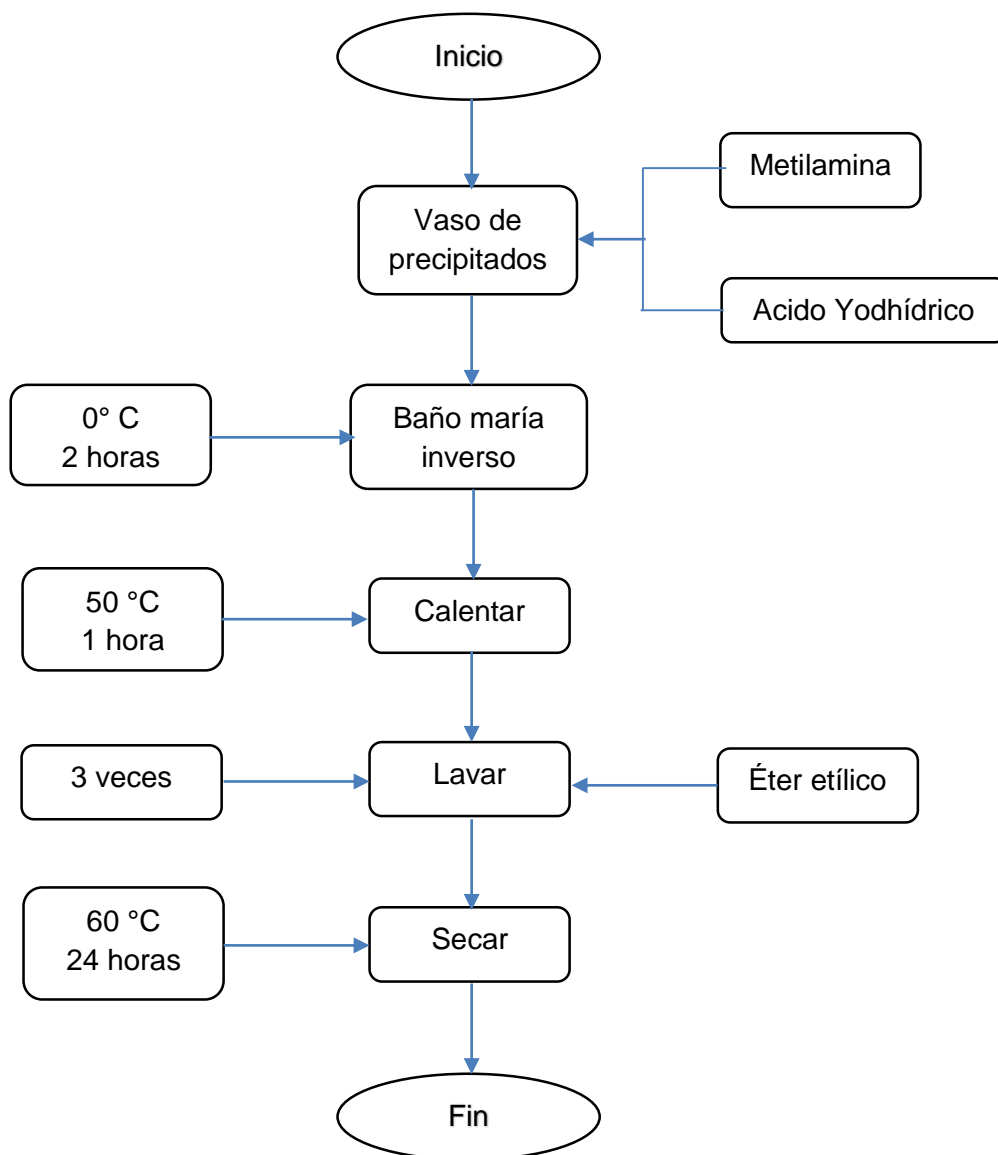 Inicio
Metilamina
Vaso de
precipitados
Acido Yodhídrico
0° C
2 horas
Baño maría
inverso
50 °C
1 hora
Calentar
3 veces
Lavar
Éter etílico
60 °C
24 horas
Secar
Fin